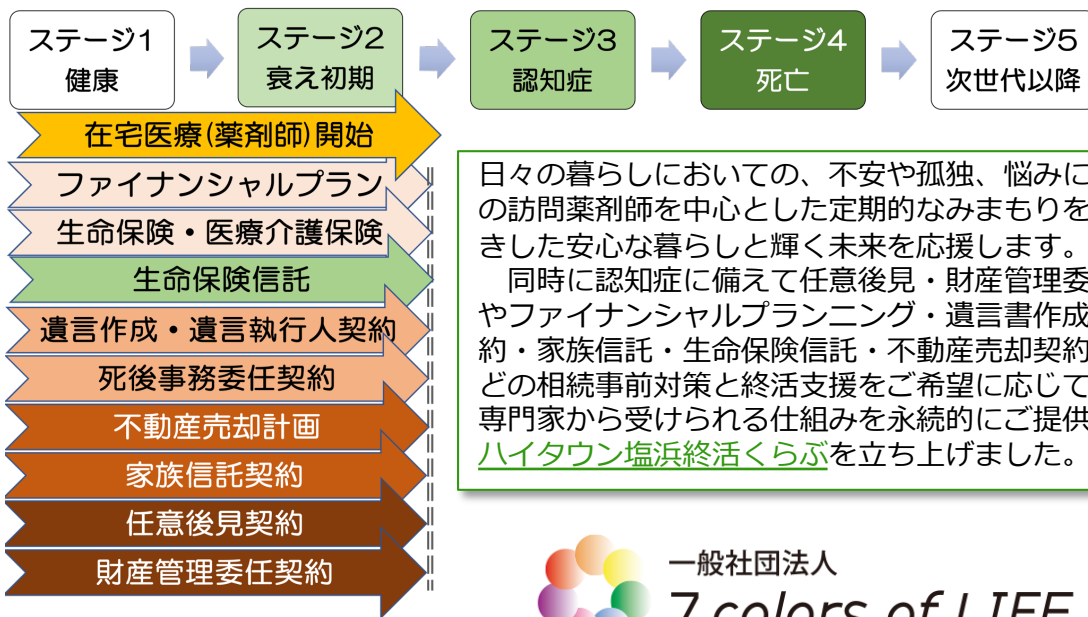 ステージ1
健康
ステージ2
衰え初期
ステージ3
認知症
ステージ4
死亡
ステージ5
次世代以降
在宅医療(薬剤師)開始
ファイナンシャルプラン
生命保険・医療介護保険
生命保険信託
遺言作成・遺言執行人契約
死後事務委任契約
不動産売却計画
家族信託契約
任意後見契約
財産管理委任契約
日々の暮らしにおいての、不安や孤独、悩みに
の訪問薬剤師を中心とした定期的なみまもりを
きした安心な暮らしと輝く未来を応援します。
同時に認知症に備えて任意後見・財産管理委
やファイナンシャルプランニング・遺言書作成
約・家族信託・生命保険信託・不動産売却契約
どの相続事前対策と終活支援をご希望に応じて
専門家から受けられる仕組みを永続的にご提供
ハイタウン塩浜終活くらぶを立ち上げました。
一般社団法人
7 colors of LIFE